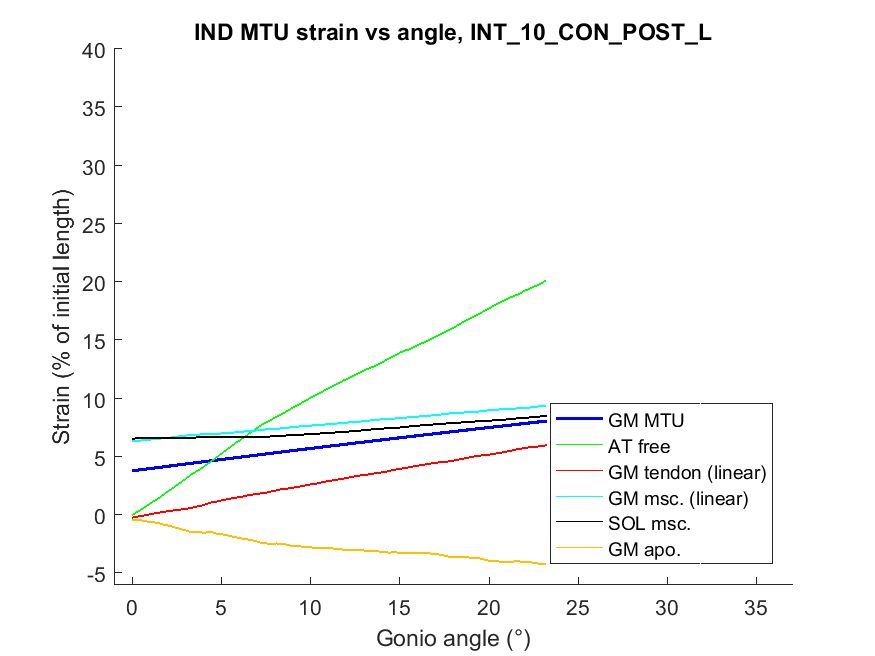 IND MTU strain vs angle, INT_10_CON_POST_L
Strain (% of initial length)
40
35
30
25
20
15
10
5
0
-5
0 5 10 15 20 25 30 35
Gonio angle (°)
GM MTU
AT free
GM tendon (linear)
GM msc. (linear)
SOL msc.
GM apo.